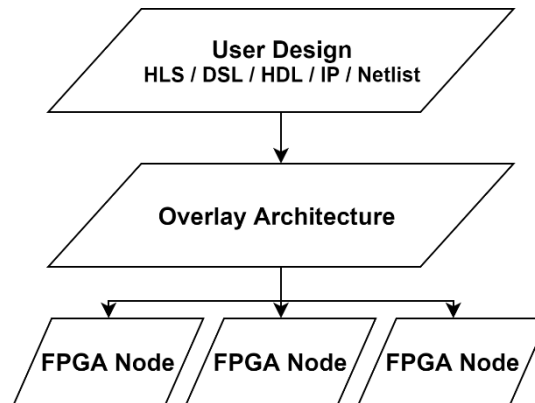 User Design
HLS / DSL / HDL / IP / Netlist
Overlay Architecture
FPGA Node FPGA Node FPGA Node